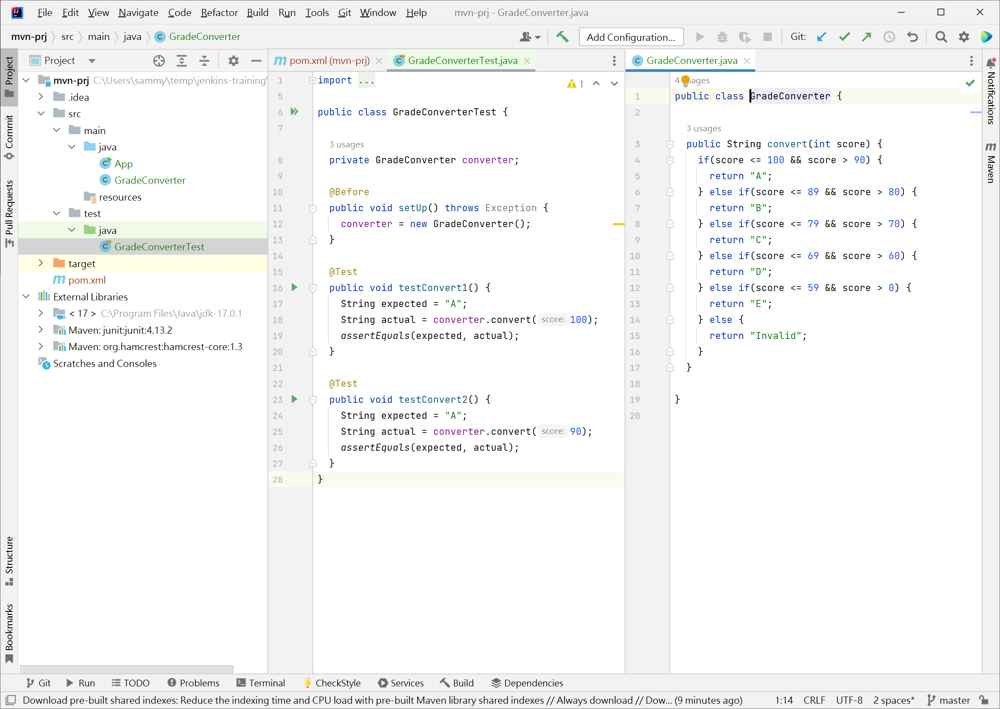 File Edit View Navigate Code Refactor Build Run Tools Git Window Help mvn-prj - GradeConverter.java
mvn-prj src main java GradeConverter Add Configuration... Git:
Project
Commit
Pull Requests
Structure
Bookmarks
Project
mvn-prj C:\Users\sammy\temp\jenkins-training\
.idea
src
main
java
App
GradeConverter
resources
test
java
GradeConverterTest
target
pom.xml
External Libraries
< 17 > C:\Program Files\Java\jdk-17.0.1
Maven: junit:junit:4.13.2
Maven: org.hamcrest:hamcrest-core:1.3
Scratches and Consoles
pom.xml (mvn-prj) GradeConverterTest.java
1 import ... 1
5
6 public class GradeConverterTest {
7
3 usages
8 private GradeConverter converter;
9
10 @Before
11 public void setUp() throws Exception {
12 converter = new GradeConverter();
13 }
14
15 @Test
16 public void testConvert1() {
17 String expected = "A";
18 String actual = converter.convert( score: 100);
19 assertEquals(expected, actual);
20 }
21
22 @Test
23 public void testConvert2() {
24 String expected = "A";
25 String actual = converter.convert( score: 90);
26 assertEquals(expected, actual);
27 }
28 }
GradeConverter.java
4 sages
1 public class GradeConverter {
2
3 usages
3 public String convert(int score) {
4 if(score <= 100 && score > 90) {
5 return "A";
6 } else if(score <= 89 && score > 80) {
7 return "B";
8 } else if(score <= 79 && score > 70) {
9 return "C";
10 } else if(score <= 69 && score > 60) {
11 return "D";
12 } else if(score <= 59 && score > 0) {
13 return "E";
14 } else {
15 return "Invalid";
16 }
17 }
18
19 }
20
Notifications
Maven
Git Run TODO Problems Terminal CheckStyle Services Build Dependencies
Download pre-built shared indexes: Reduce the indexing time and CPU load with pre-built Maven library shared indexes // Always download // Dow... (9 minutes ago) 1:14 CRLF UTF-8 2 spaces* master